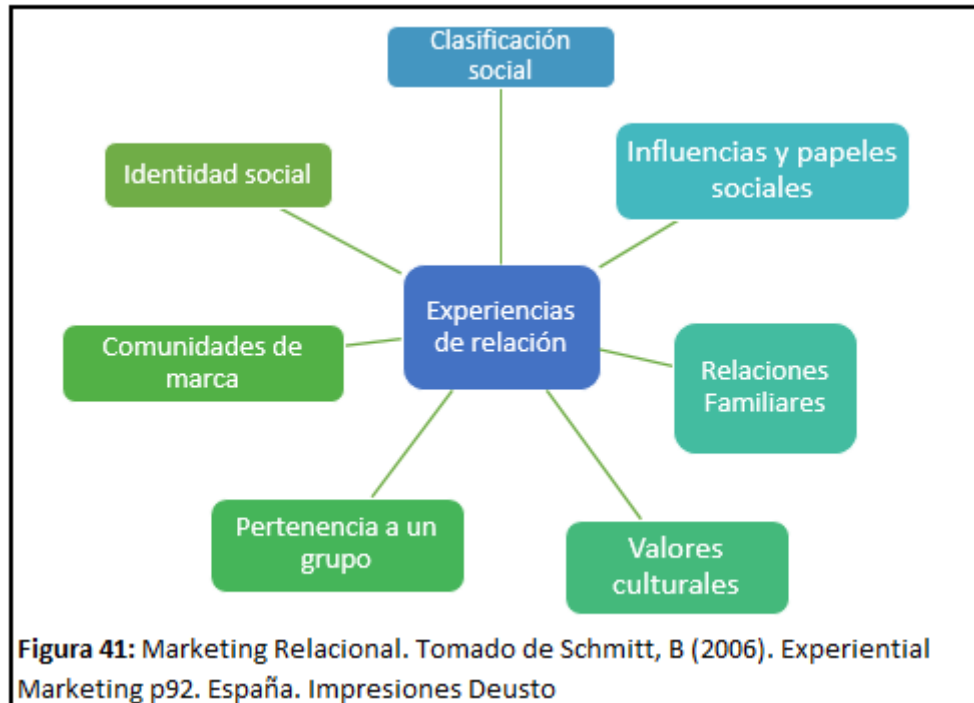 Clasificación
social
Identidad social
Influencias y papeles
sociales
Experiencias
de relación
Comunidades de
marca
Relaciones
Familiares
Pertenencia a un
grupo
Valores
culturales
Figura 41: Marketing Relacional. Tomado de Schmitt, B (2006). Experiential
Marketing p92. España. Impresiones Deusto